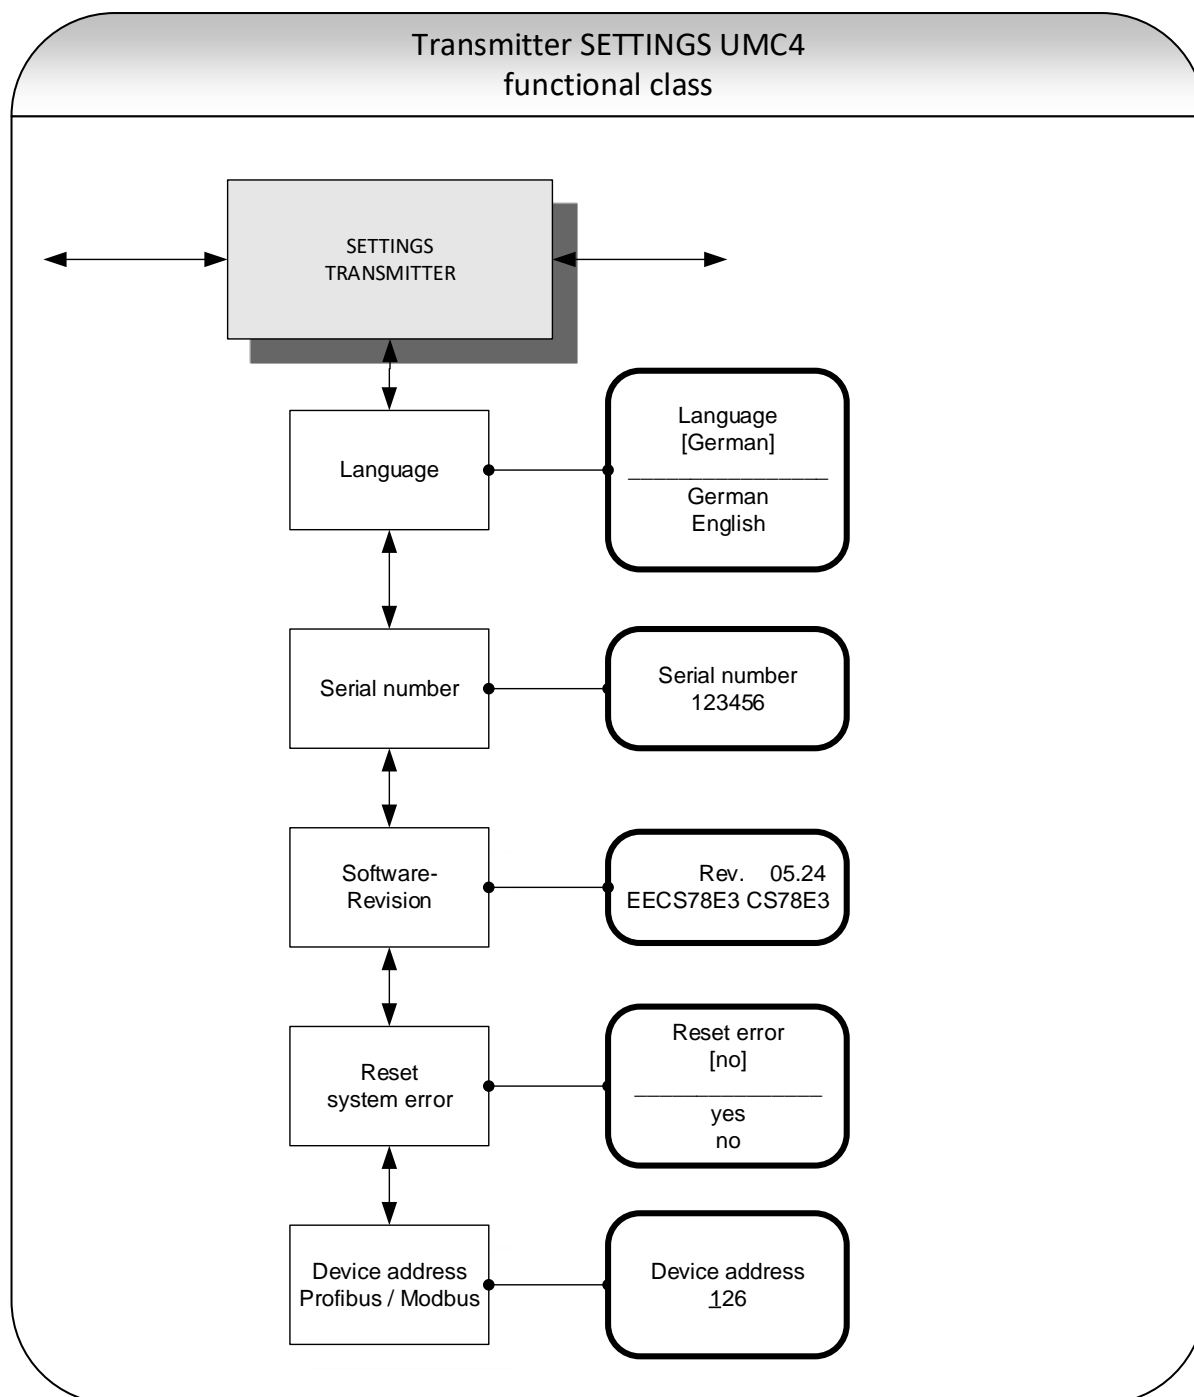 Transmitter SETTINGS UMC4
functional class
SETTINGS
TRANSMITTER
Language
Language
[German]
________________
German
English
Serial number
Serial number
123456
Software-
Revision
Rev. 05.24
EECS78E3 CS78E3
Reset
system error
Reset error
[no]
_______________
yes
no
Device address
Profibus / Modbus
Device address
126